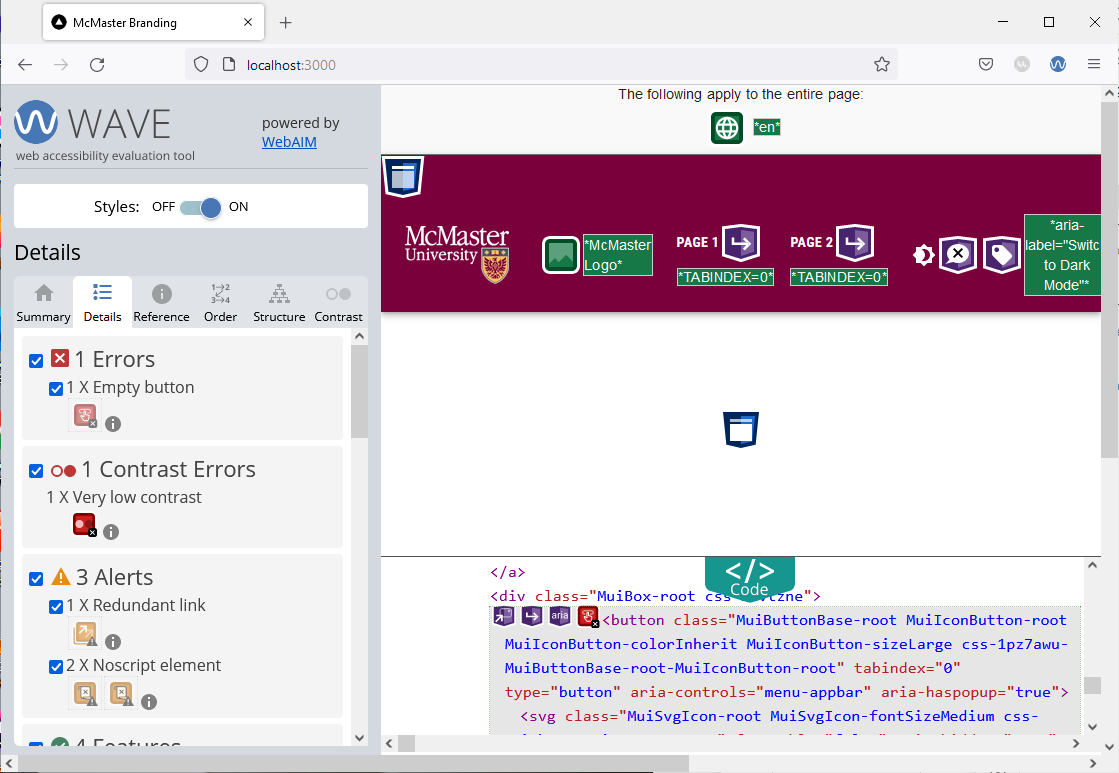 McMaster Branding
localhost:3000
WAVE
web accessibility evaluation tool
powered by
WebAIM
Styles: OFF ON
Details
Summary Details Reference Order Structure Contrast
1 Errors
1 X Empty button
1 Contrast Errors
1 X Very low contrast
3 Alerts
1 X Redundant link
2 X Noscript element
4 Features
The following apply to the entire page:
*en*
McMaster
University
*McMaster
Logo*
PAGE 1
*TABINDEX=0*
PAGE 2
*TABINDEX=0*
*aria-
label="Switc
to Dark
Mode"*
</>
Code
</a>
<div class="MuiBox-root
aria
<button class="MuiButtonBase-root MuiIconButton-root
MuiIconButton-colorInherit MuiIconButton-sizeLarge css-1pz7awu-
MuiButtonBase-root-MuiIconButton-root" tabindex="0"
type="button" aria-controls="menu-appbar" aria-haspopup="true">
<svg class="MuiSvgIcon-root MuiSvgIcon-fontSizeMedium css-